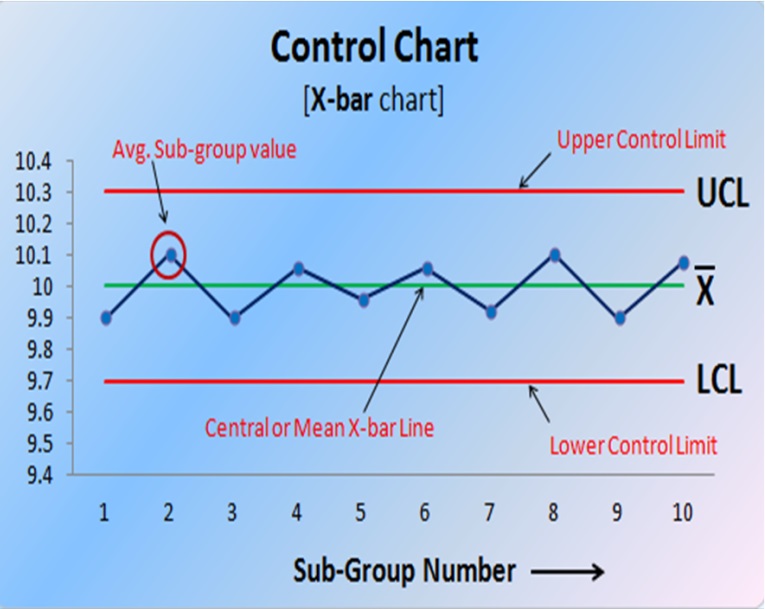 Control Chart
[X-bar chart]
Avg. Sub-group value
Upper Control Limit
10.4
10.3
UCL
10.2
10.1
10
X̅
9.9
9.8
9.7
LCL
9.6
Central or Mean X-bar Line
Lower Control Limit
9.5
9.4
1 2 3 4 5 6 7 8 9 10
Sub-Group Number